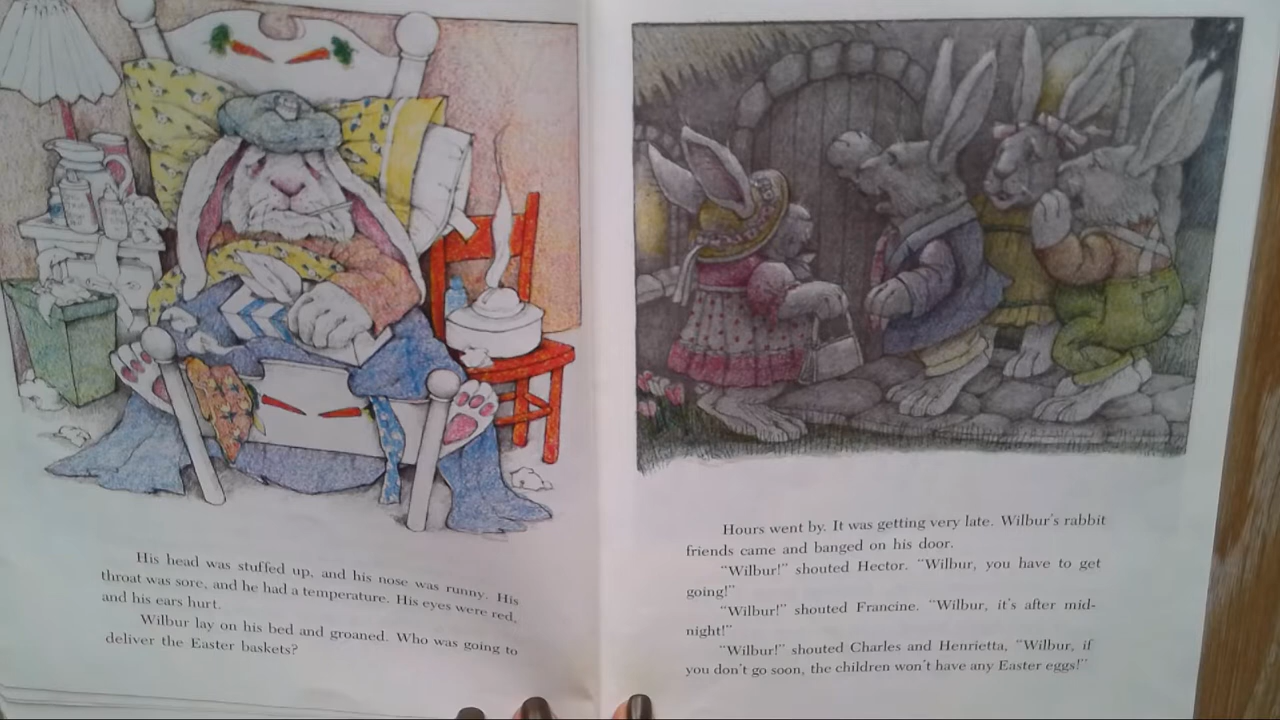 His head was stuffed up, and his nose was runny. His
throat was sore, and he had a temperature. His eyes were red,
and his ears hurt.
Wilbur lay on his bed and groaned. Who was going to
deliver the Easter baskets?
Hours went by. It was getting very late. Wilbur's rabbit
friends came and banged on his door.
"Wilbur!" shouted Hector. "Wilbur, you have to get
going!"
"Wilbur!" shouted Francine. "Wilbur, it's after mid-
night!"
"Wilbur!" shouted Charles and Henrietta, "Wilbur, if
you don't go soon, the children won't have any Easter eggs!"